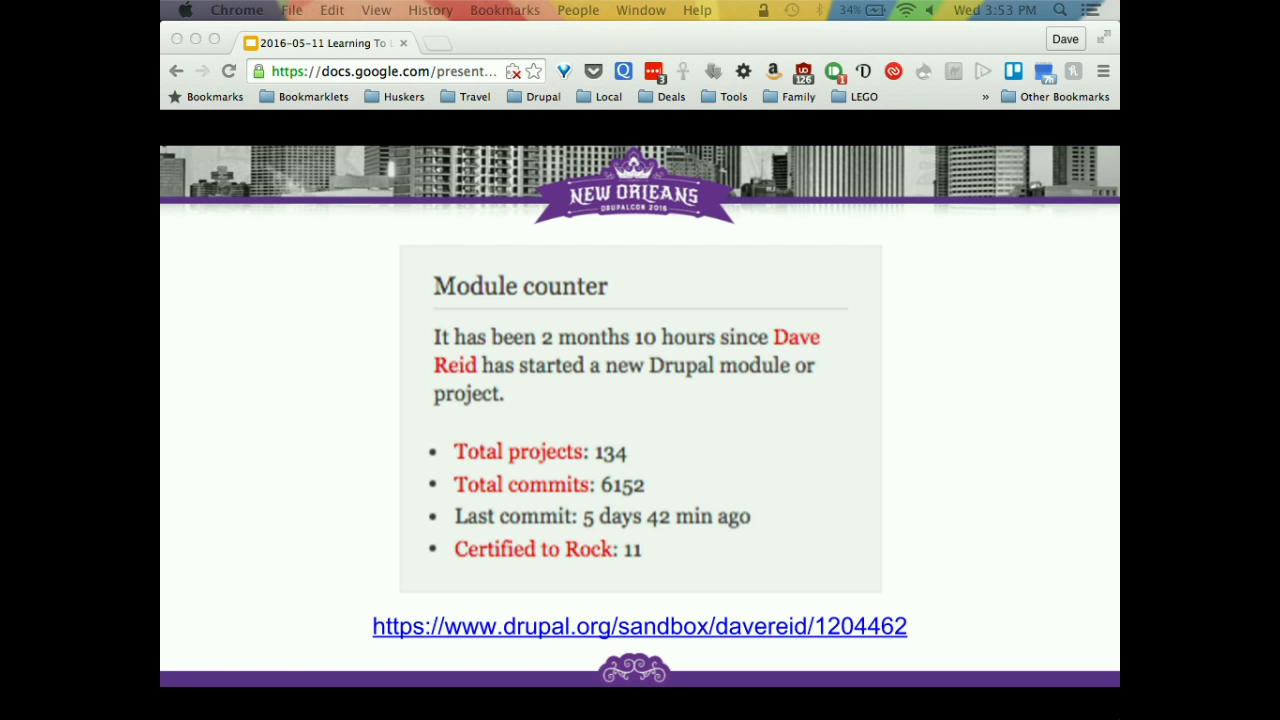 Chrome File Edit View History Bookmarks People Window Help 34% Wed 3:53 PM
2016-05-11 Learning To
Dave
https://docs.google.com/present...
126
3
1
7h
Bookmarks Bookmarklets Huskers Travel Drupal Local Deals Tools Family LEGO » Other Bookmarks
NEW ORLEANS
DRUPALCON 2016
Module counter
It has been 2 months 10 hours since Dave
Reid has started a new Drupal module or
project.
• Total projects: 134
• Total commits: 6152
• Last commit: 5 days 42 min ago
• Certified to Rock: 11
https://www.drupal.org/sandbox/davereid/1204462